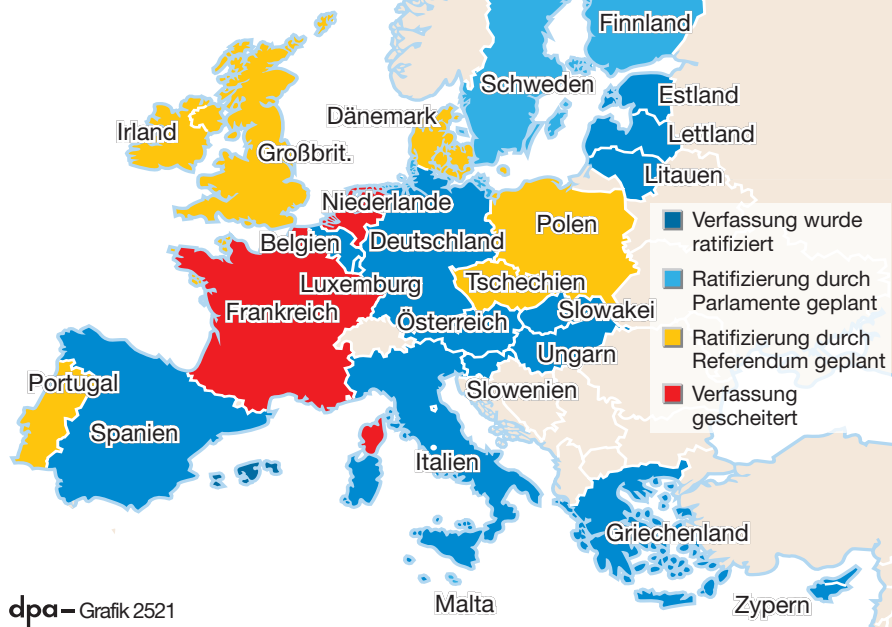 Finnland
Schweden
Estland
Dänemark
Irland
Lettland
Großbrit.
Litauen
Niederlande
Polen
Belgien
Deutschland
Luxemburg
Tschechien
Frankreich
Slowakei
Österreich
Ungarn
Portugal
Slowenien
Spanien
Italien
Griechenland
Malta
Zypern
Verfassung wurde
ratifiziert
Ratifizierung durch
Parlamente geplant
Ratifizierung durch
Referendum geplant
Verfassung
gescheitert
dpa – Grafik 2521